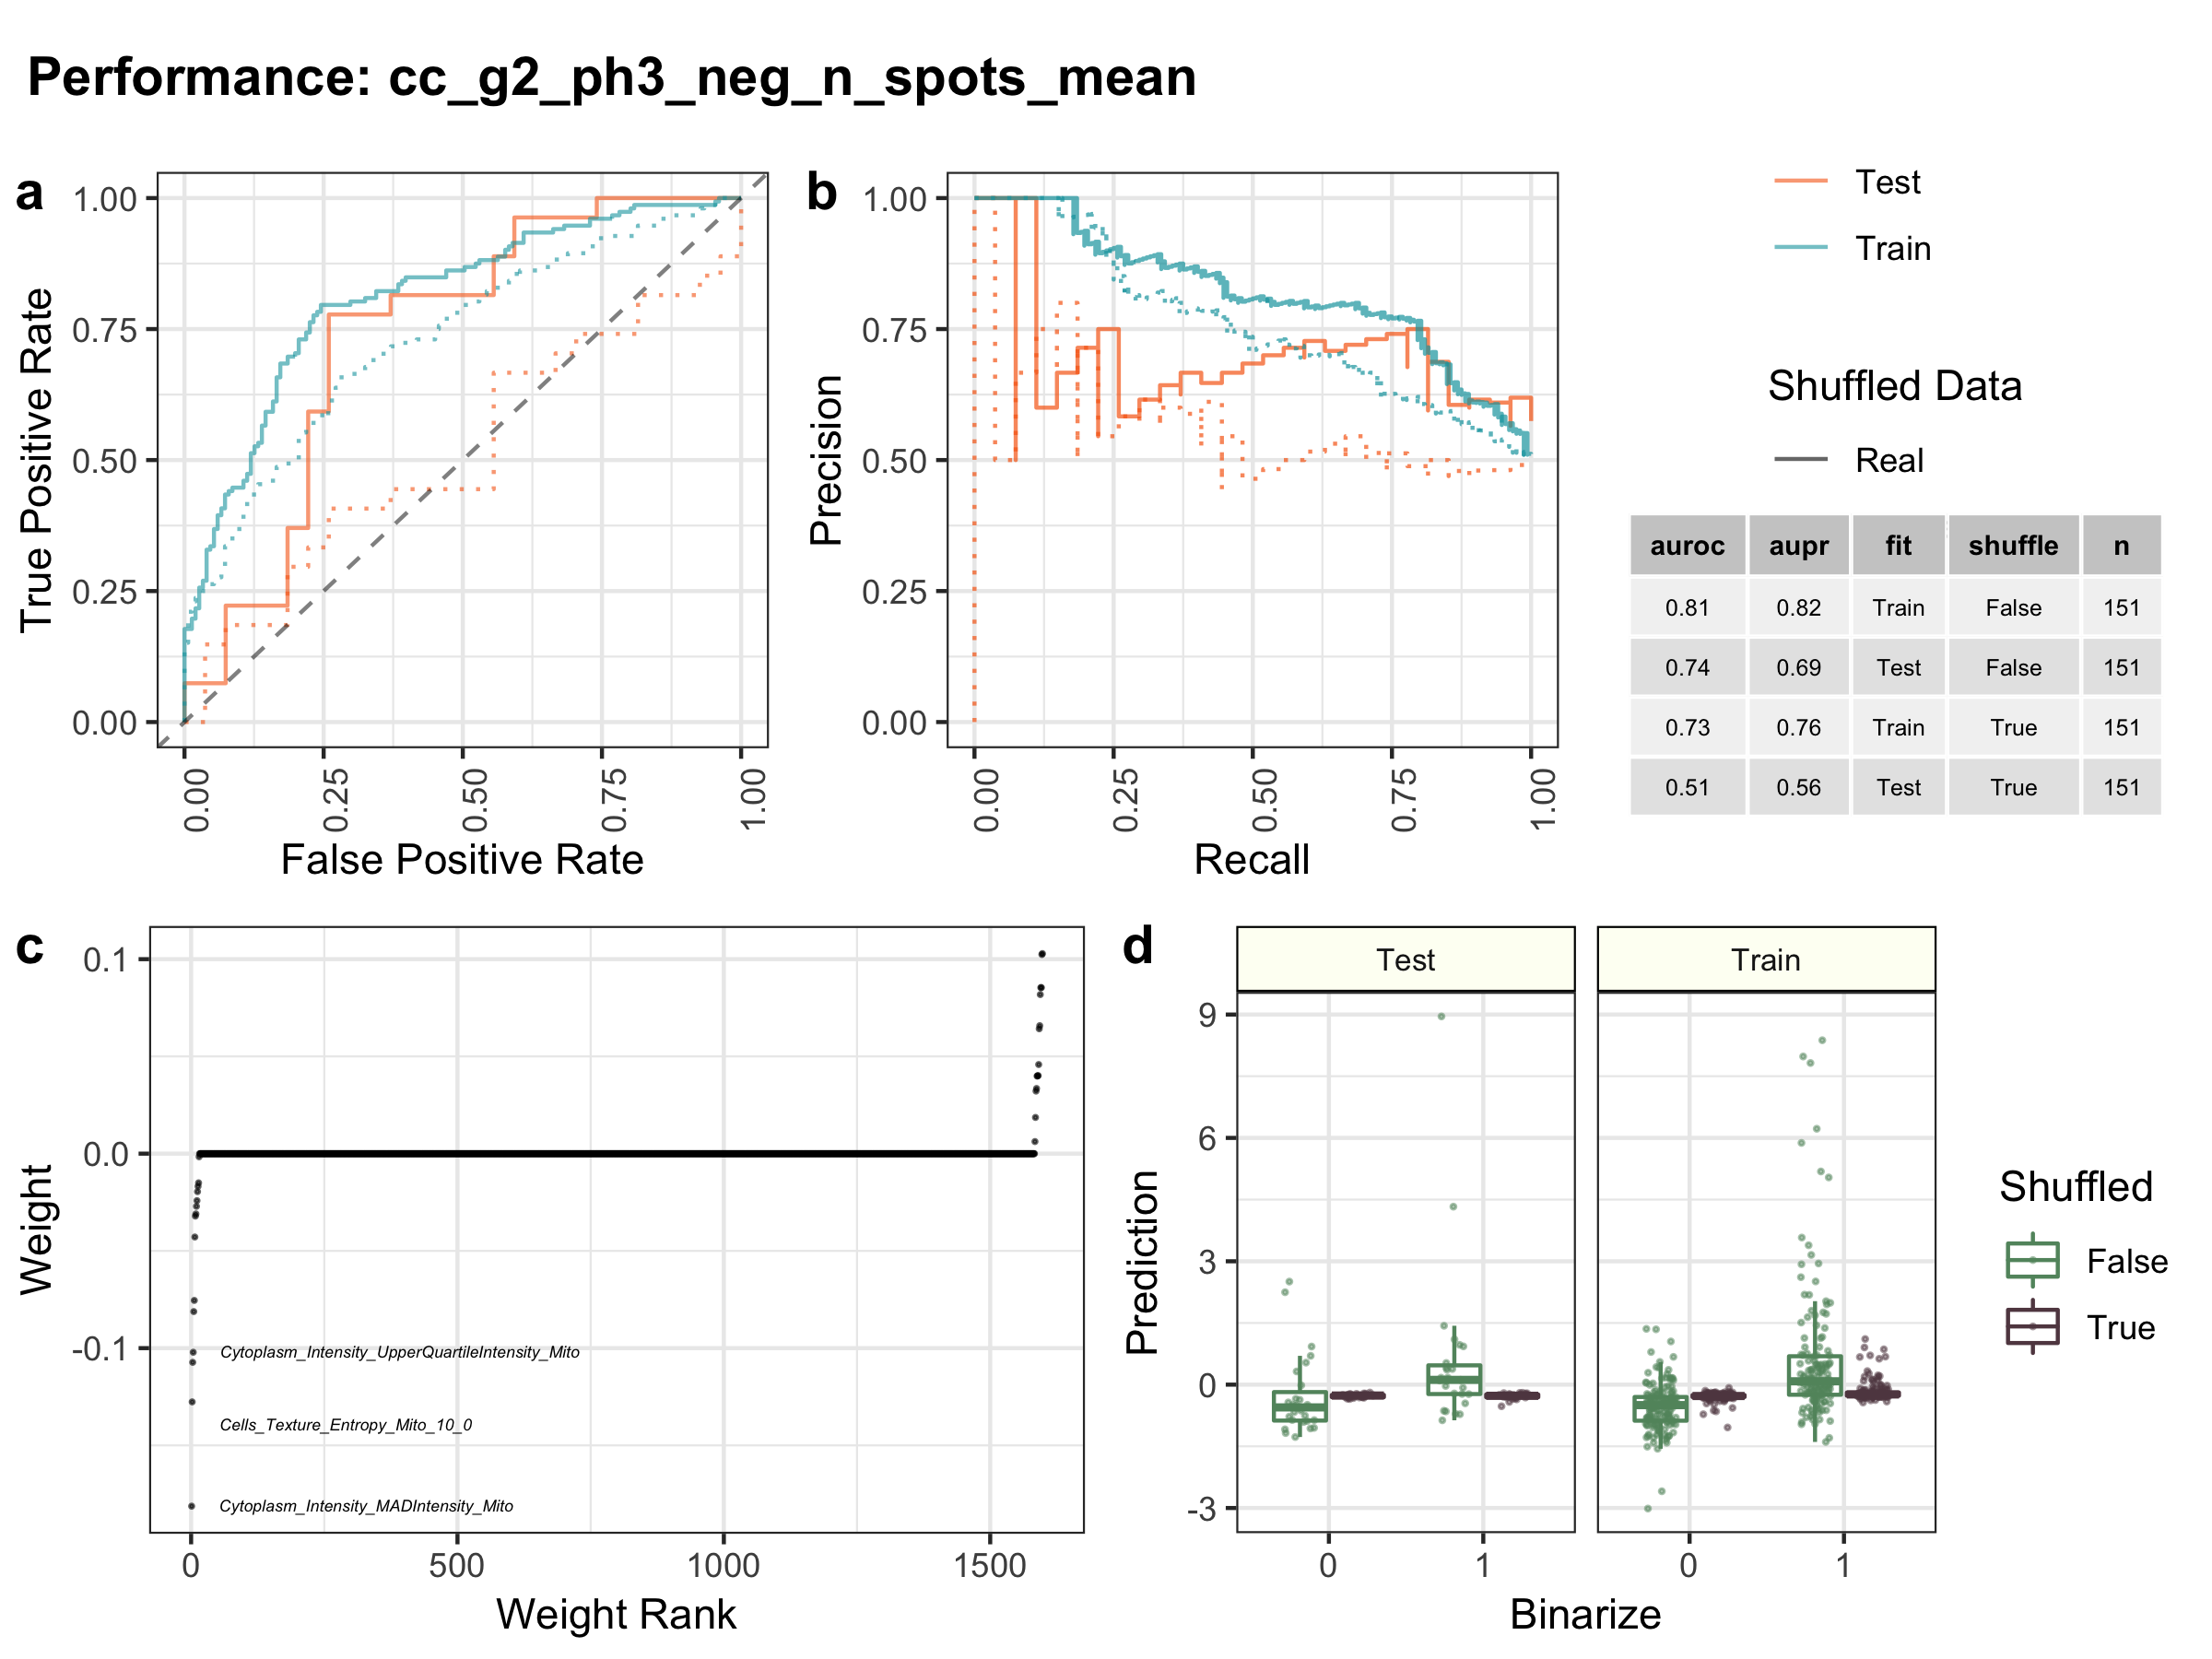 Performance: cc_g2_ph3_neg_n_spots_mean
a
1.00
0.75
0.50
0.25
0.00
True Positive Rate
0.00
0.25
0.50
0.75
1.00
False Positive Rate
b
1.00
0.75
0.50
0.25
0.00
Precision
0.00
0.25
0.50
0.75
1.00
Recall
Test
Train
Shuffled Data
Real
auroc aupr fit shuffle n
0.81 0.82 Train False 151
0.74 0.69 Test False 151
0.73 0.76 Train True 151
0.51 0.56 Test True 151
c
0.1
0.0
-0.1
Weight
Cytoplasm_Intensity_UpperQuartileIntensity_Mito
Cells_Texture_Entropy_Mito_10_0
Cytoplasm_Intensity_MADIntensity_Mito
0
500
1000
1500
Weight Rank
d
Test
Train
9
6
3
0
-3
Prediction
0
1
0
1
Binarize
Shuffled
False
True